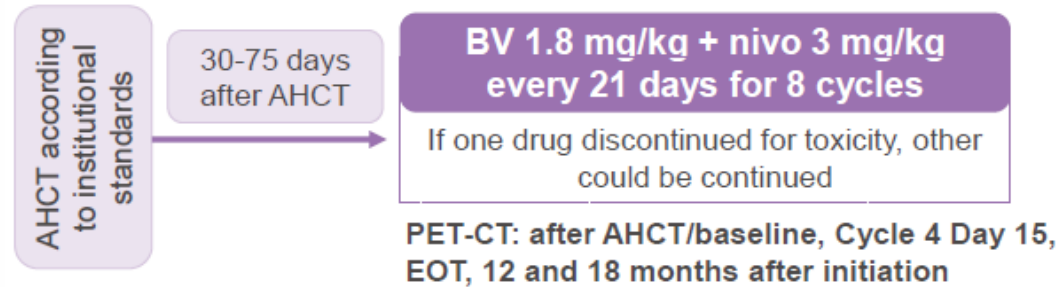 AHCT according
to institutional
standards
30-75 days
after AHCT
BV 1.8 mg/kg + nivo 3 mg/kg
every 21 days for 8 cycles
If one drug discontinued for toxicity, other
could be continued
PET-CT: after AHCT/baseline, Cycle 4 Day 15,
EOT, 12 and 18 months after initiation